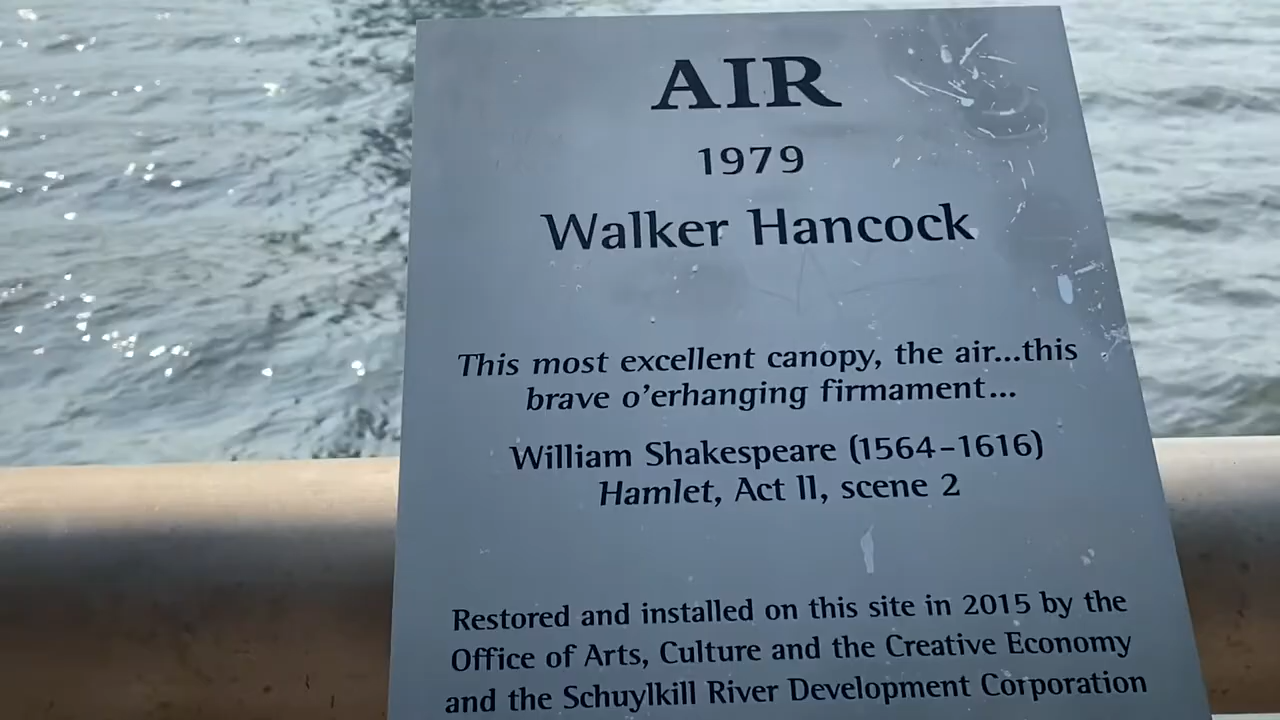 AIR
1979
Walker Hancock
This most excellent canopy, the air...this
brave o'erhanging firmament...
William Shakespeare (1564-1616)
Hamlet, Act II, scene 2
Restored and installed on this site in 2015 by the
Office of Arts, Culture and the Creative Economy
and the Schuylkill River Development Corporation